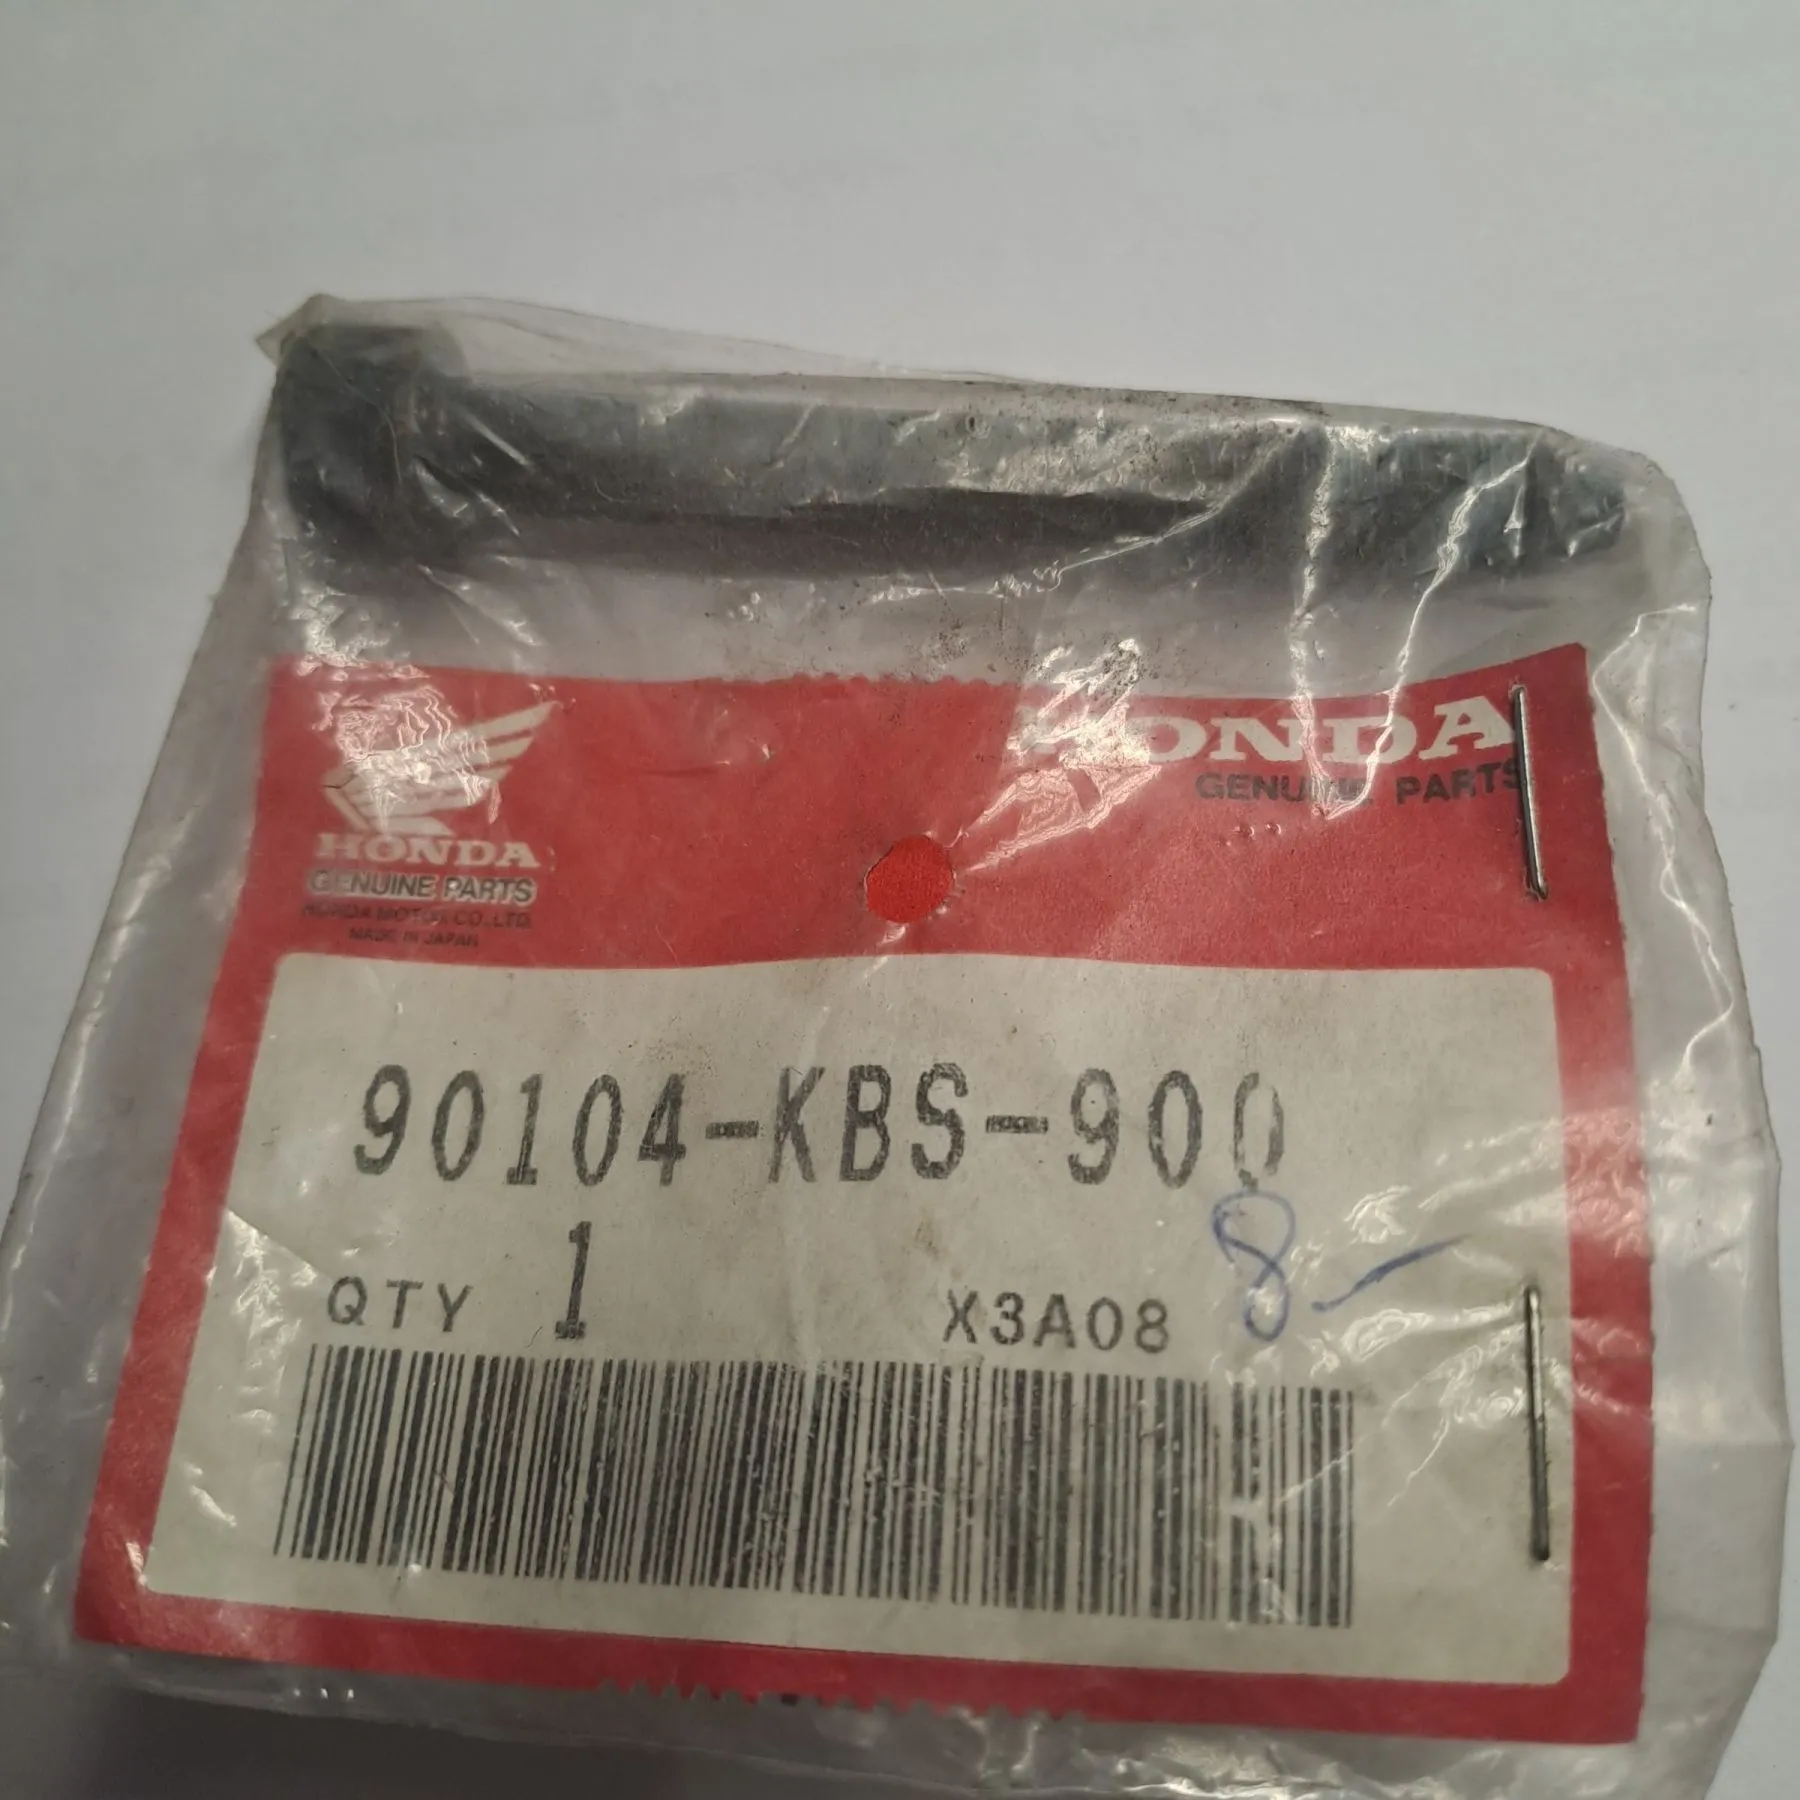 HONDA
GENUINE PARTS
HONDA
GENUINE PARTS
HONDA MOTOR CO.,LTD.
MADE IN JAPAN
90104-KBS-900
8-
QTY 1 X3A08